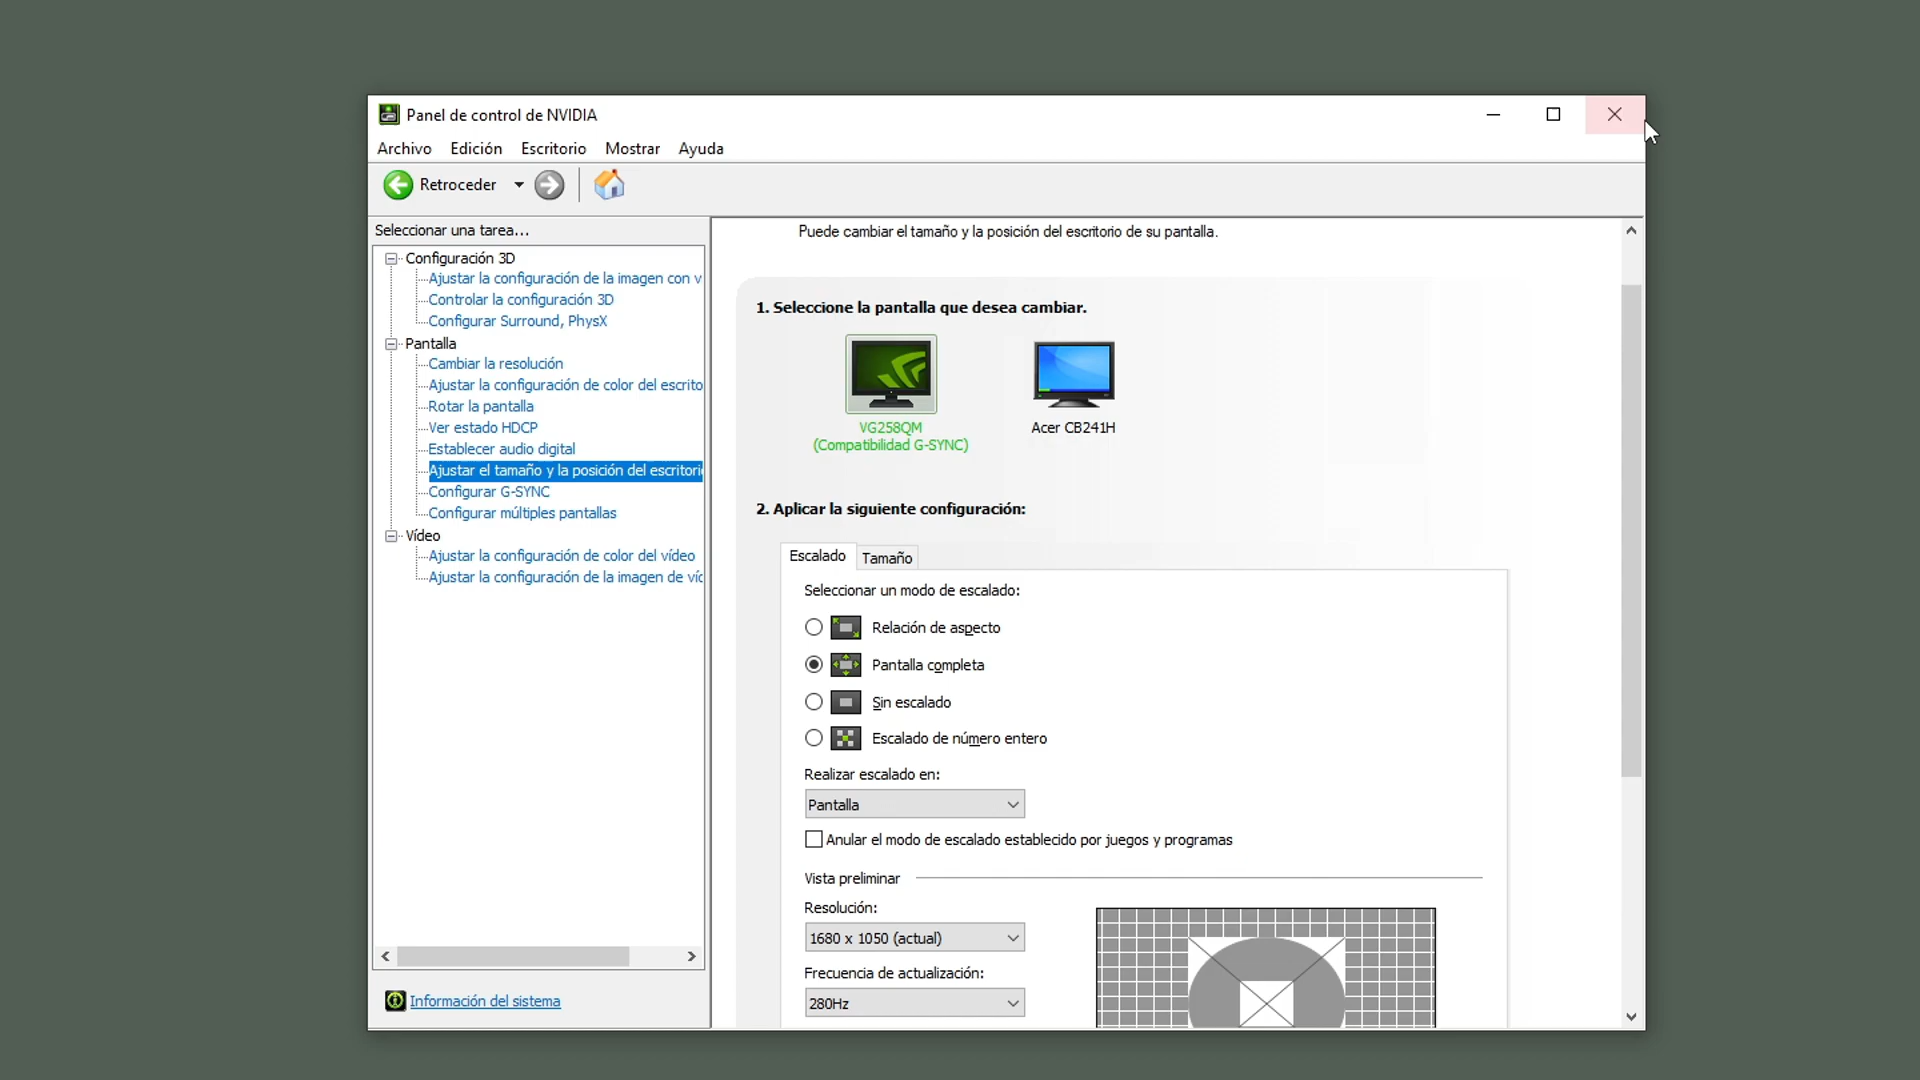 Panel de control de NVIDIA
Archivo Edición Escritorio Mostrar Ayuda
Retroceder
Seleccionar una tarea...
Configuración 3D
Ajustar la configuración de la imagen con v
Controlar la configuración 3D
Configurar Surround, PhysX
Pantalla
Cambiar la resolución
Ajustar la configuración de color del escrito
Rotar la pantalla
Ver estado HDCP
Establecer audio digital
Ajustar el tamaño y la posición del escritori
Configurar G-SYNC
Configurar múltiples pantallas
Vídeo
Ajustar la configuración de color del vídeo
Ajustar la configuración de la imagen de víd
Información del sistema
Puede cambiar el tamaño y la posición del escritorio de su pantalla.
1. Seleccione la pantalla que desea cambiar.
VG258QM
(Compatibilidad G-SYNC)
Acer CB241H
2. Aplicar la siguiente configuración:
Escalado Tamaño
Seleccionar un modo de escalado:
Relación de aspecto
Pantalla completa
Sin escalado
Escalado de número entero
Realizar escalado en:
Pantalla
Anular el modo de escalado establecido por juegos y programas
Vista preliminar
Resolución:
1680 x 1050 (actual)
Frecuencia de actualización:
280Hz